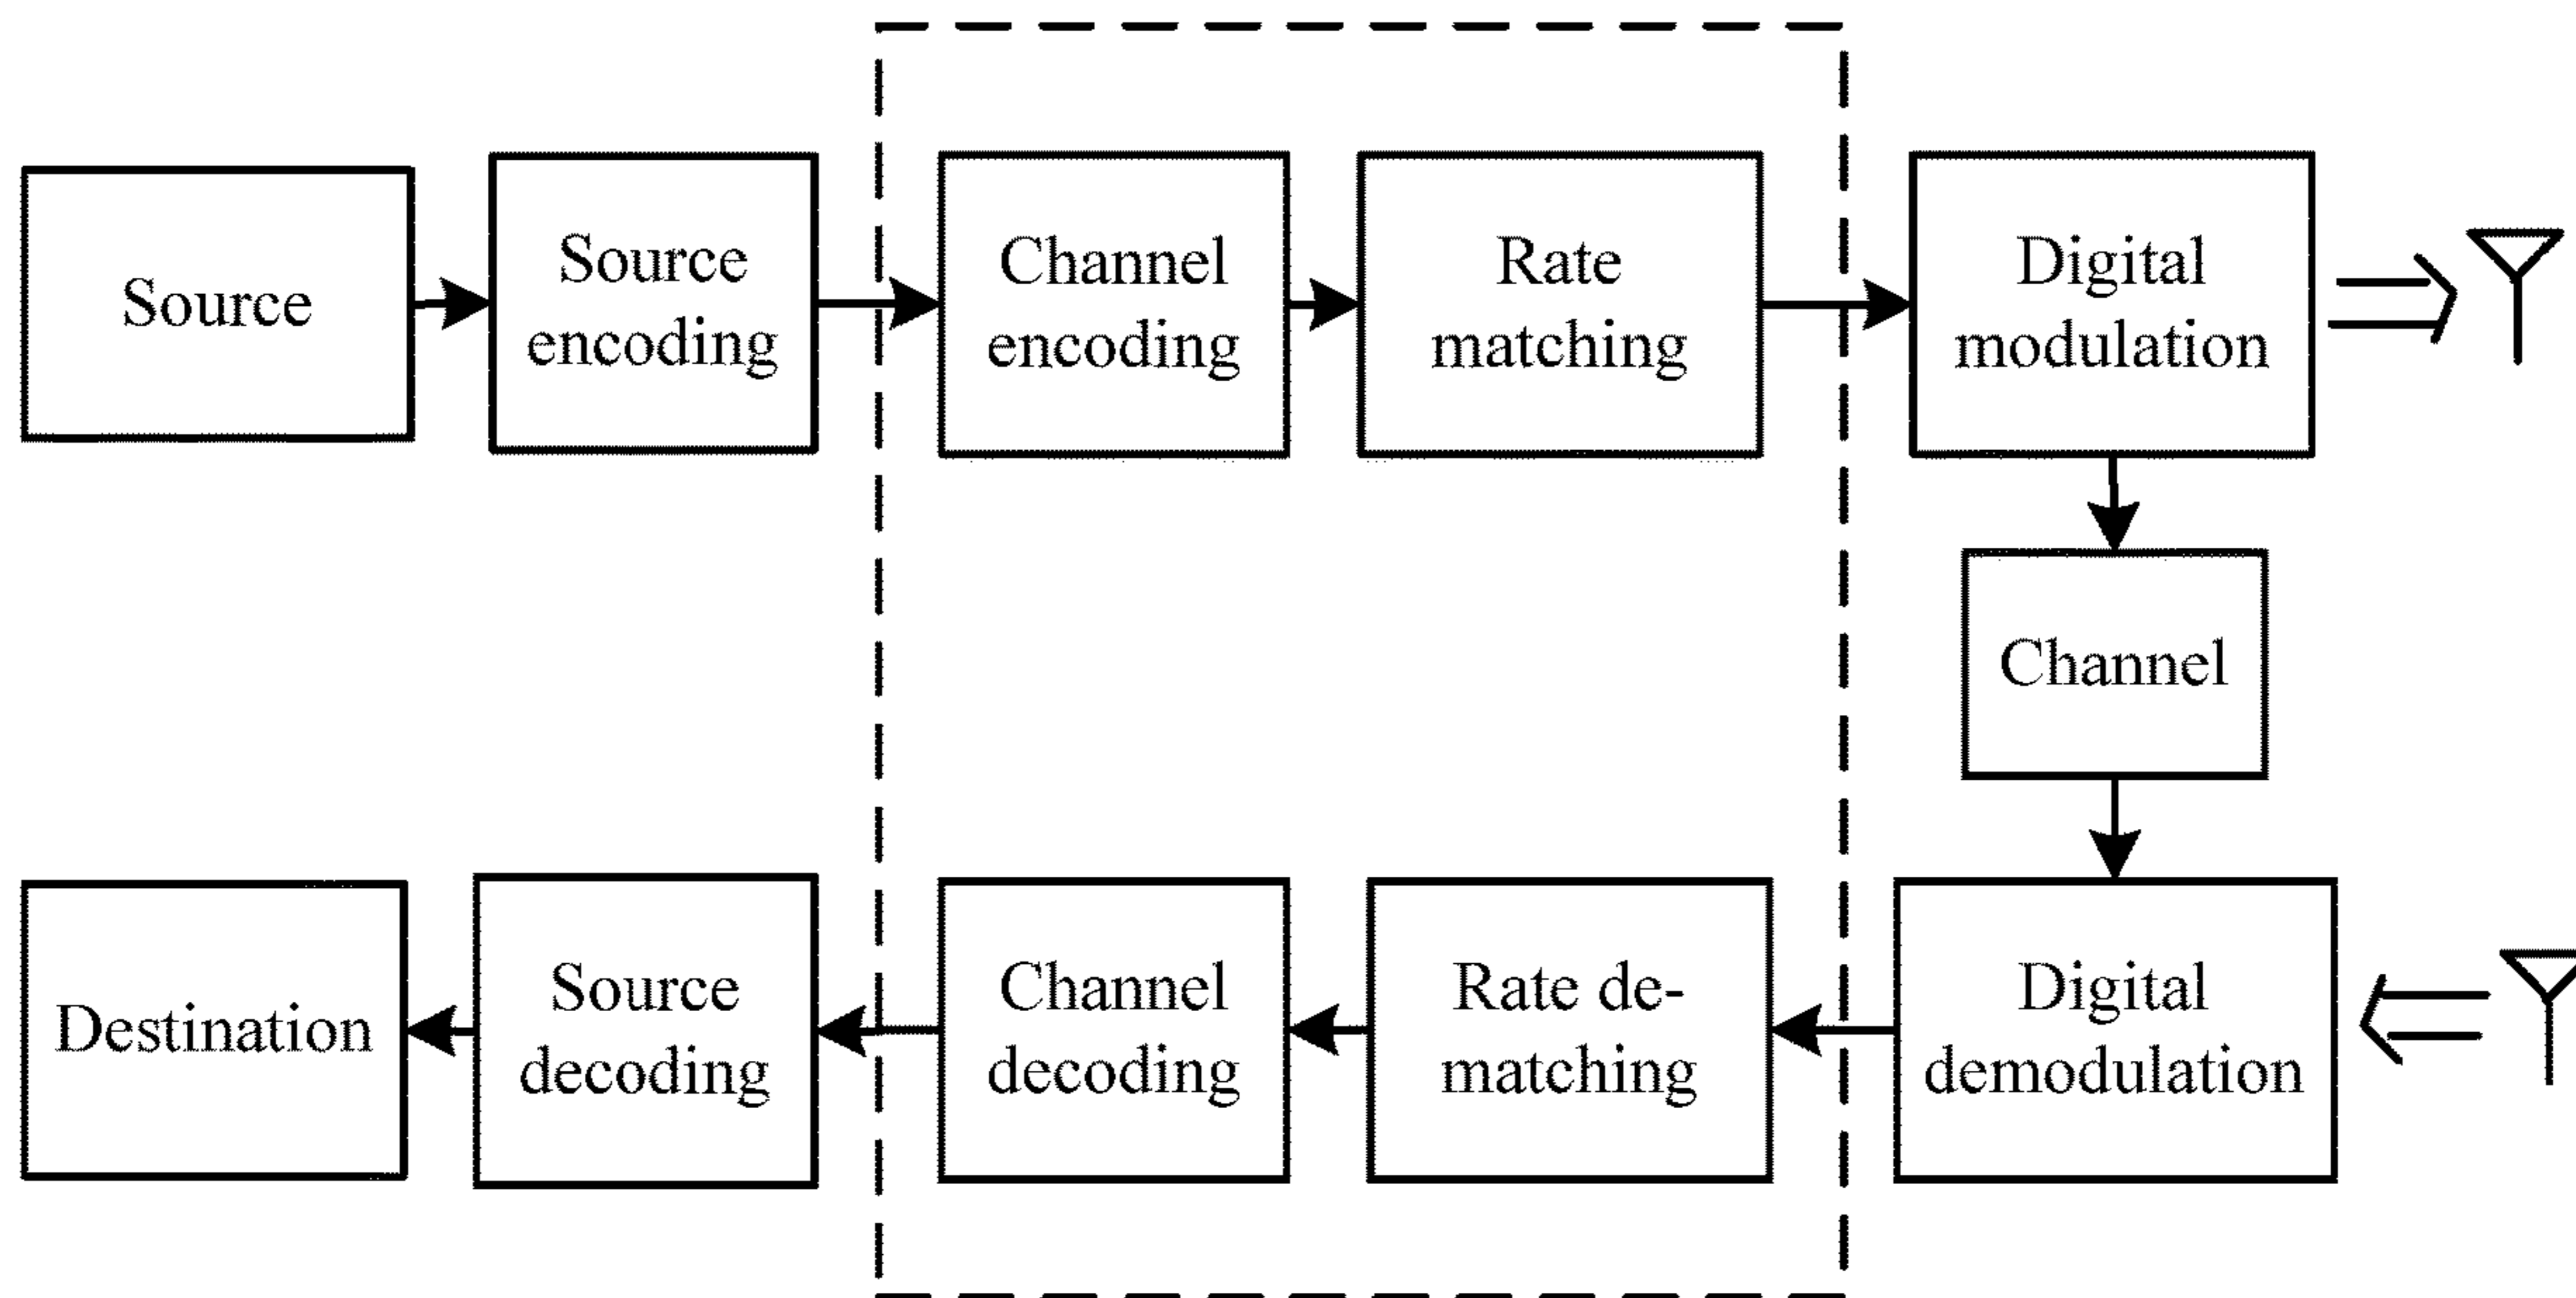 Source
Source
encoding
Channel
encoding
Rate
matching
Digital
modulation
Channel
Destination
Source
decoding
Channel
decoding
Rate de-
matching
Digital
demodulation